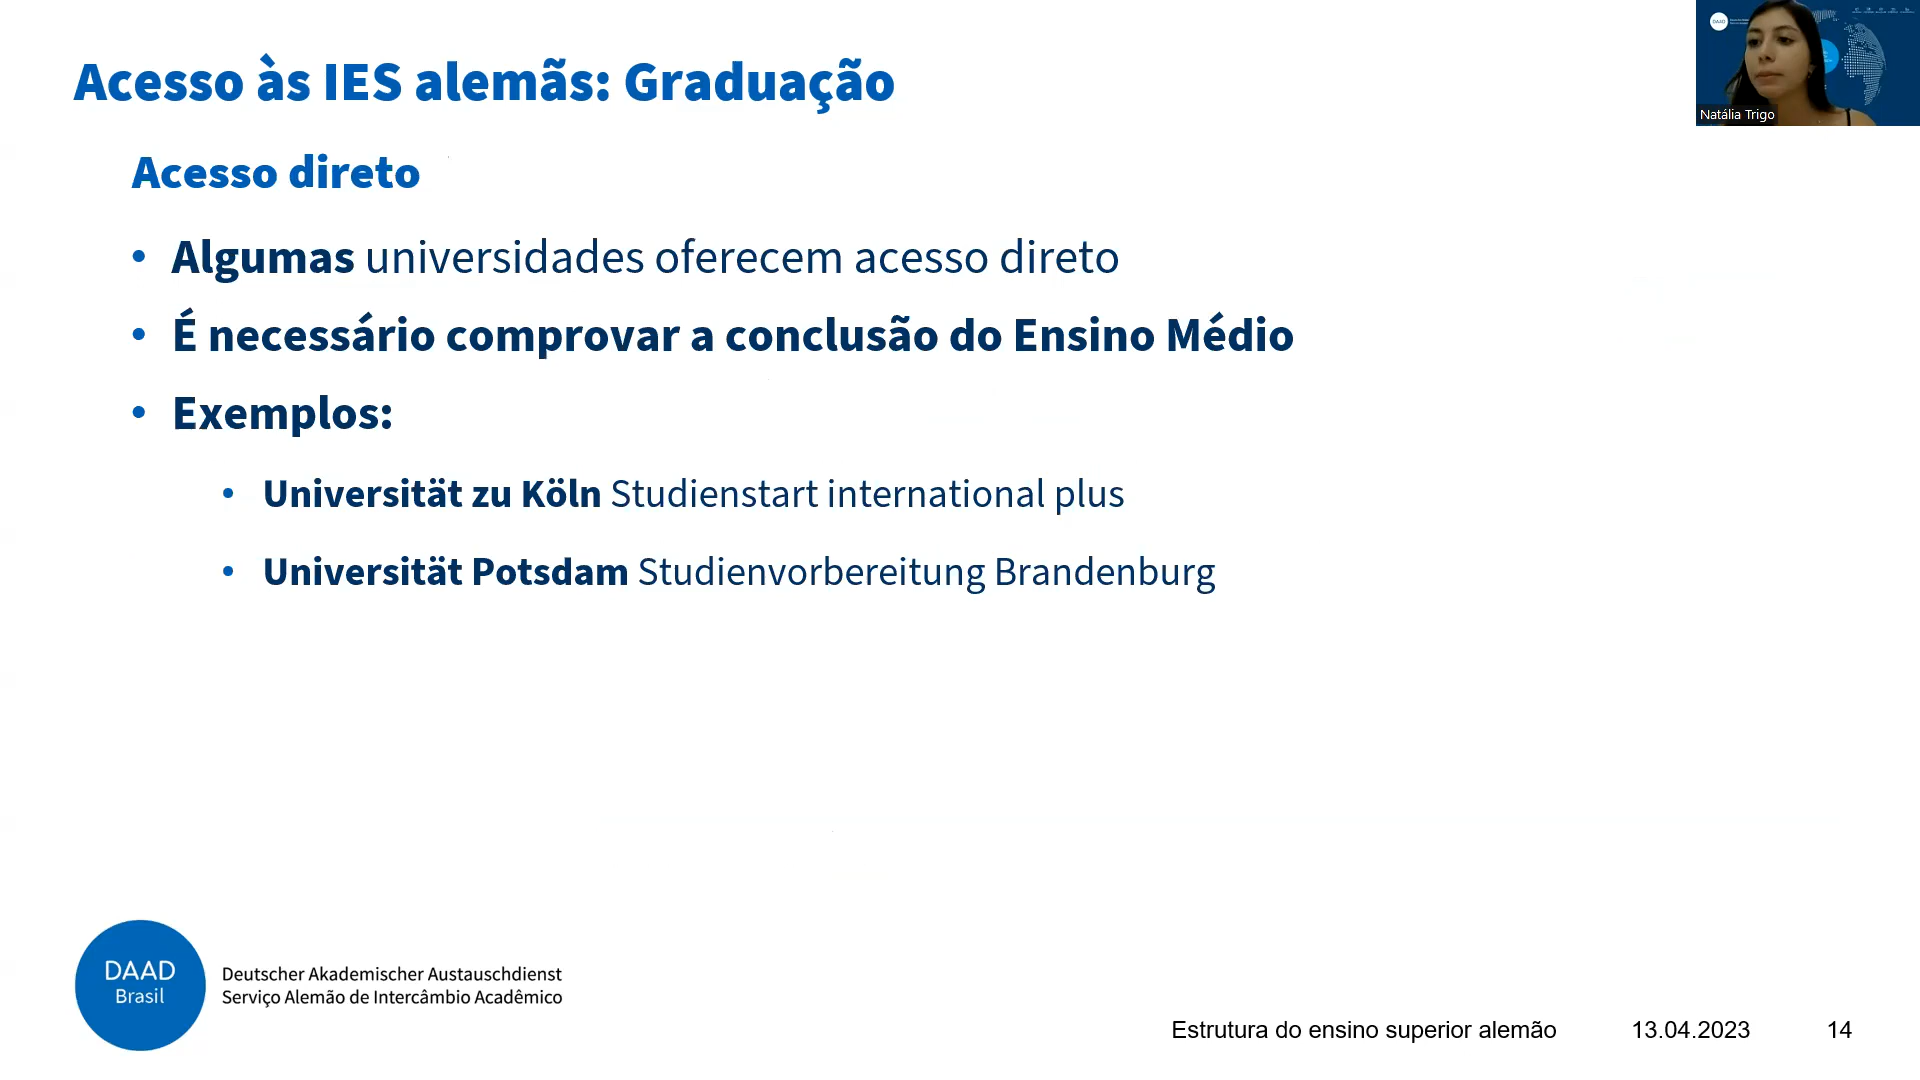 Acesso às IES alemãs: Graduação
Natália Trigo
Acesso direto
• Algumas universidades oferecem acesso direto
• É necessário comprovar a conclusão do Ensino Médio
• Exemplos:
• Universität zu Köln Studienstart international plus
• Universität Potsdam Studienvorbereitung Brandenburg
DAAD
Brasil
Deutscher Akademischer Austauschdienst
Serviço Alemão de Intercâmbio Acadêmico
Estrutura do ensino superior alemão 13.04.2023 14